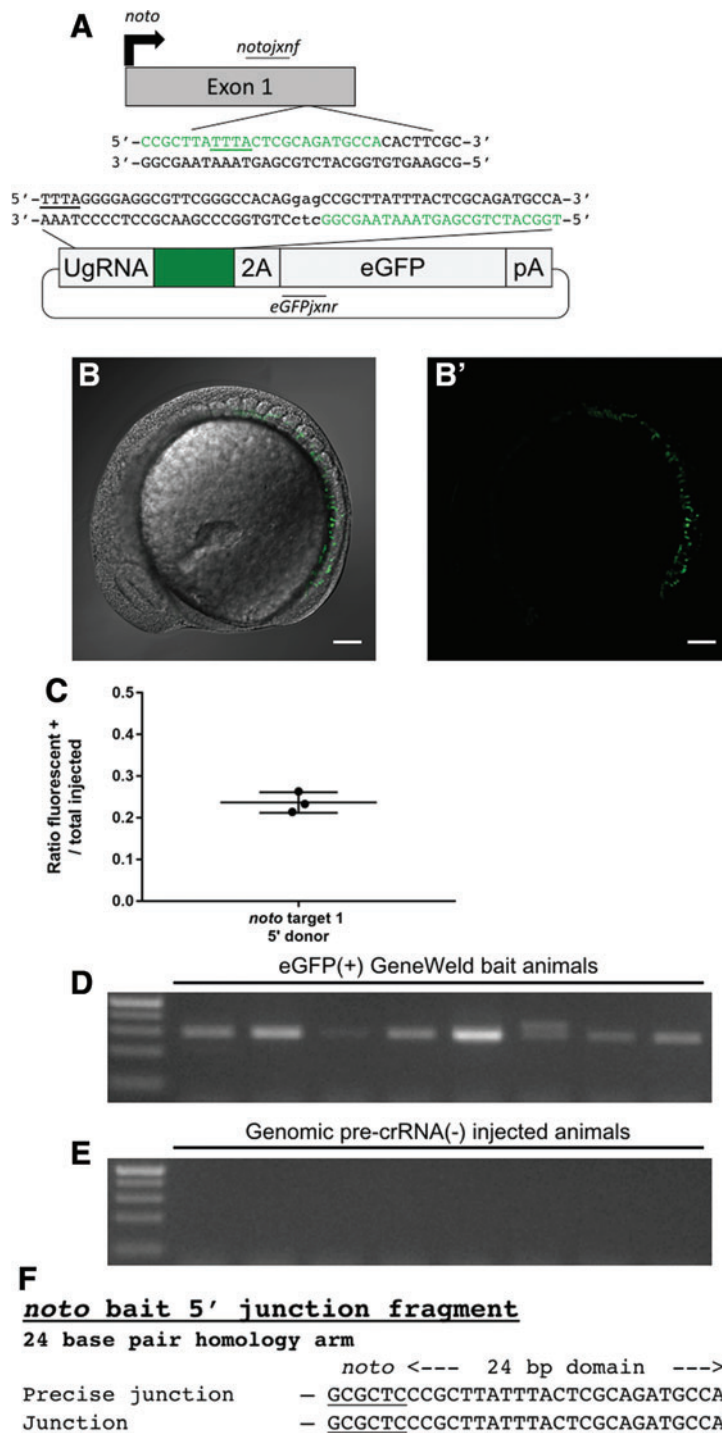 A
noto
notojxnf
Exon 1
5’-CCGCTTATTTACTCGCAGATGCCACACTTCGC-3’
3’-GGCGAATAAATGAGCGTCTACGGTGTGAAGCG-5’
5’-TTTAGGGGAGGCGTTCGGGCCACAGgagCCGCTTATTTACTCGCAGATGCCA-3’
3’-AAATCCCCTCCGCAAGCCCGGTGTCctcGGCGAATAAATGAGCGTCTACGGT-5’
UgRNA 2A eGFP pA
eGFPjxnr
B B’
C
Ratio fluorescent +
/ total injected
0.5
0.4
0.3
0.2
0.1
0.0
noto target 1
5' donor
D
eGFP(+) GeneWeld bait animals
E
Genomic pre-crRNA(-) injected animals
F
noto bait 5’ junction fragment
24 base pair homology arm
noto <--- 24 bp domain --->
Precise junction – GCGCTCCCGCTTATTTACTCGCAGATGCCA
Junction – GCGCTCCCGCTTATTTACTCGCAGATGCCA